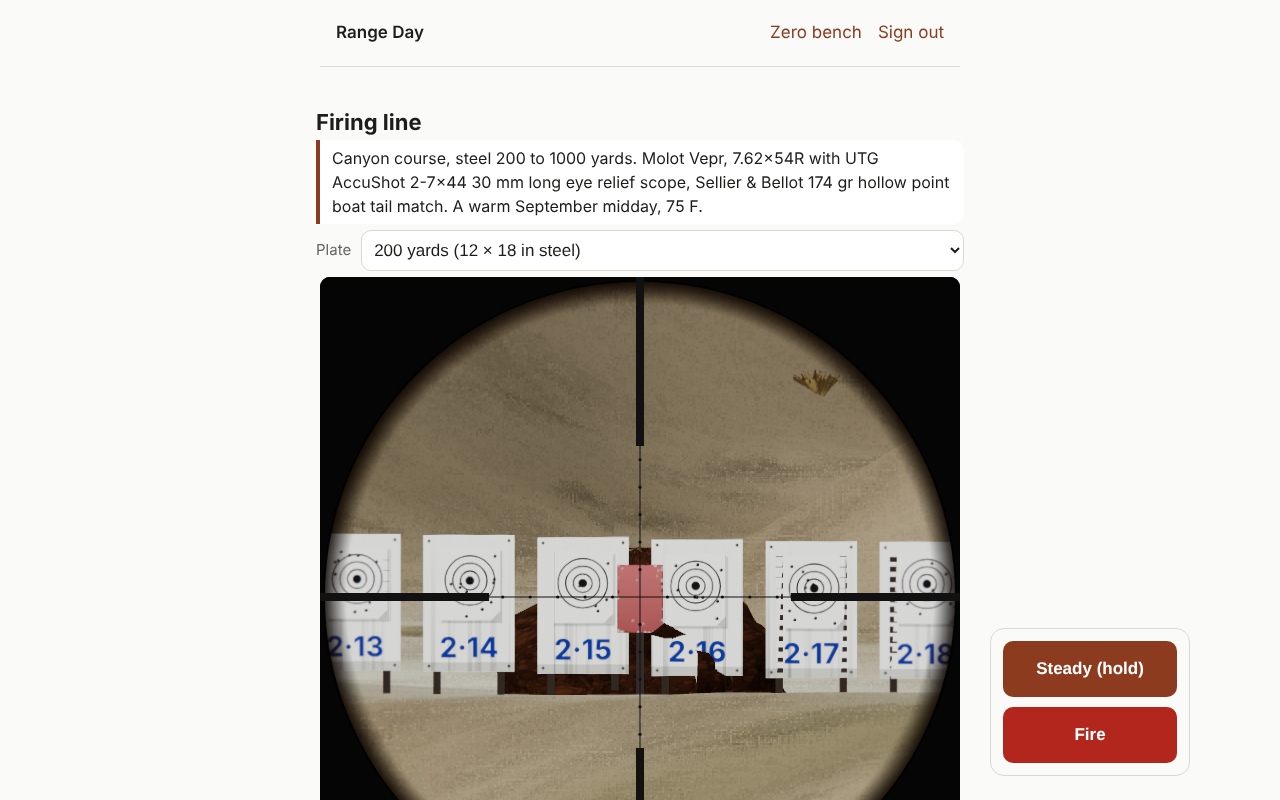 Range Day
Zero bench
Sign out
Firing line
Canyon course, steel 200 to 1000 yards. Molot Vepr, 7.62×54R with UTG
AccuShot 2-7×44 30 mm long eye relief scope, Sellier & Bellot 174 gr hollow point
boat tail match. A warm September midday, 75 F.
Plate
200 yards (12 × 18 in steel)
2·13
2·14
2·15
2·16
2·17
2·18
Steady (hold)
Fire